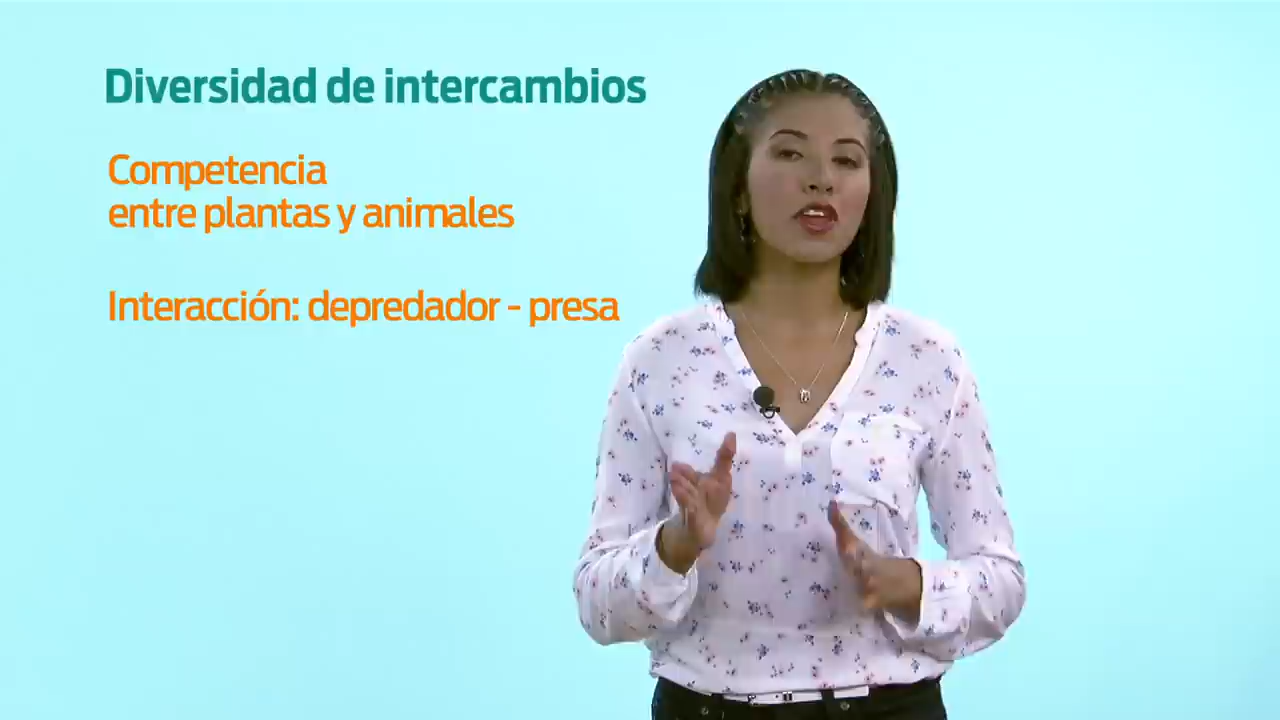 Diversidad de intercambios
Competencia
entre plantas y animales
Interacción: depredador - presa